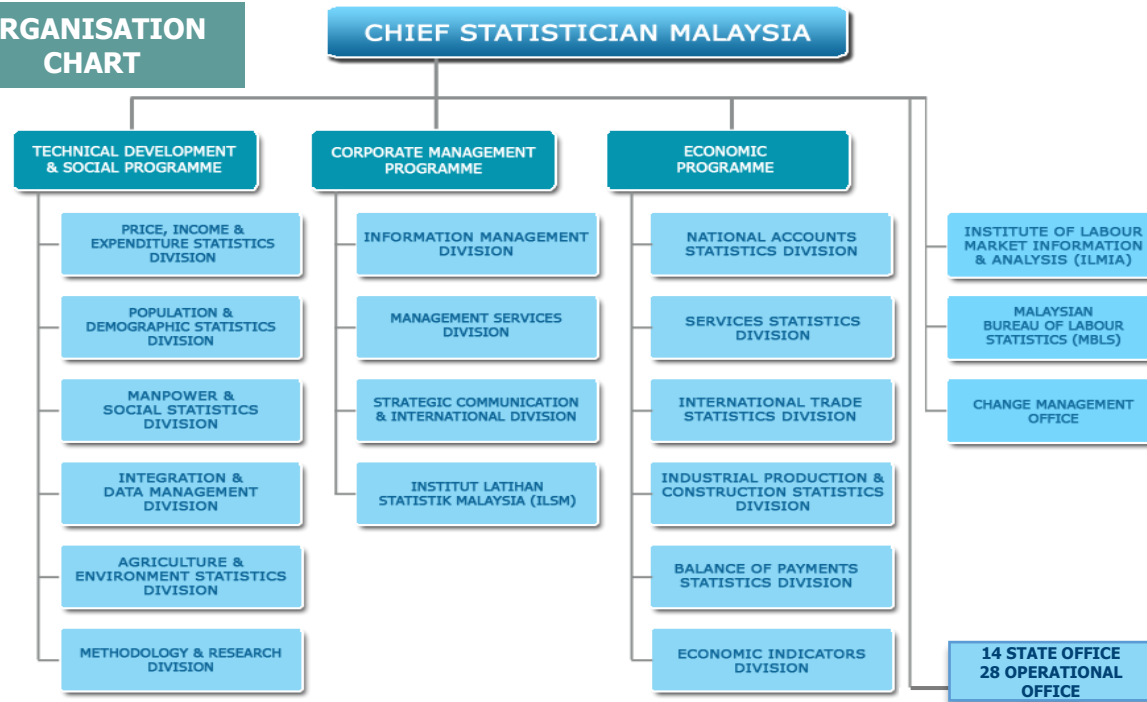 RGANISATION
CHART
CHIEF STATISTICIAN MALAYSIA
TECHNICAL DEVELOPMENT
& SOCIAL PROGRAMME
PRICE, INCOME &
EXPENDITURE STATISTICS
DIVISION
POPULATION &
DEMOGRAPHIC STATISTICS
DIVISION
MANPOWER &
SOCIAL STATISTICS
DIVISION
INTEGRATION &
DATA MANAGEMENT
DIVISION
AGRICULTURE &
ENVIRONMENT STATISTICS
DIVISION
METHODOLOGY & RESEARCH
DIVISION
CORPORATE MANAGEMENT
PROGRAMME
INFORMATION MANAGEMENT
DIVISION
MANAGEMENT SERVICES
DIVISION
STRATEGIC COMMUNICATION
& INTERNATIONAL DIVISION
INSTITUT LATIHAN
STATISTIK MALAYSIA (ILSM)
ECONOMIC
PROGRAMME
NATIONAL ACCOUNTS
STATISTICS DIVISION
SERVICES STATISTICS
DIVISION
INTERNATIONAL TRADE
STATISTICS DIVISION
INDUSTRIAL PRODUCTION &
CONSTRUCTION STATISTICS
DIVISION
BALANCE OF PAYMENTS
STATISTICS DIVISION
ECONOMIC INDICATORS
DIVISION
INSTITUTE OF LABOUR
MARKET INFORMATION
& ANALYSIS (ILMIA)
MALAYSIAN
BUREAU OF LABOUR
STATISTICS (MBLS)
CHANGE MANAGEMENT
OFFICE
14 STATE OFFICE
28 OPERATIONAL
OFFICE